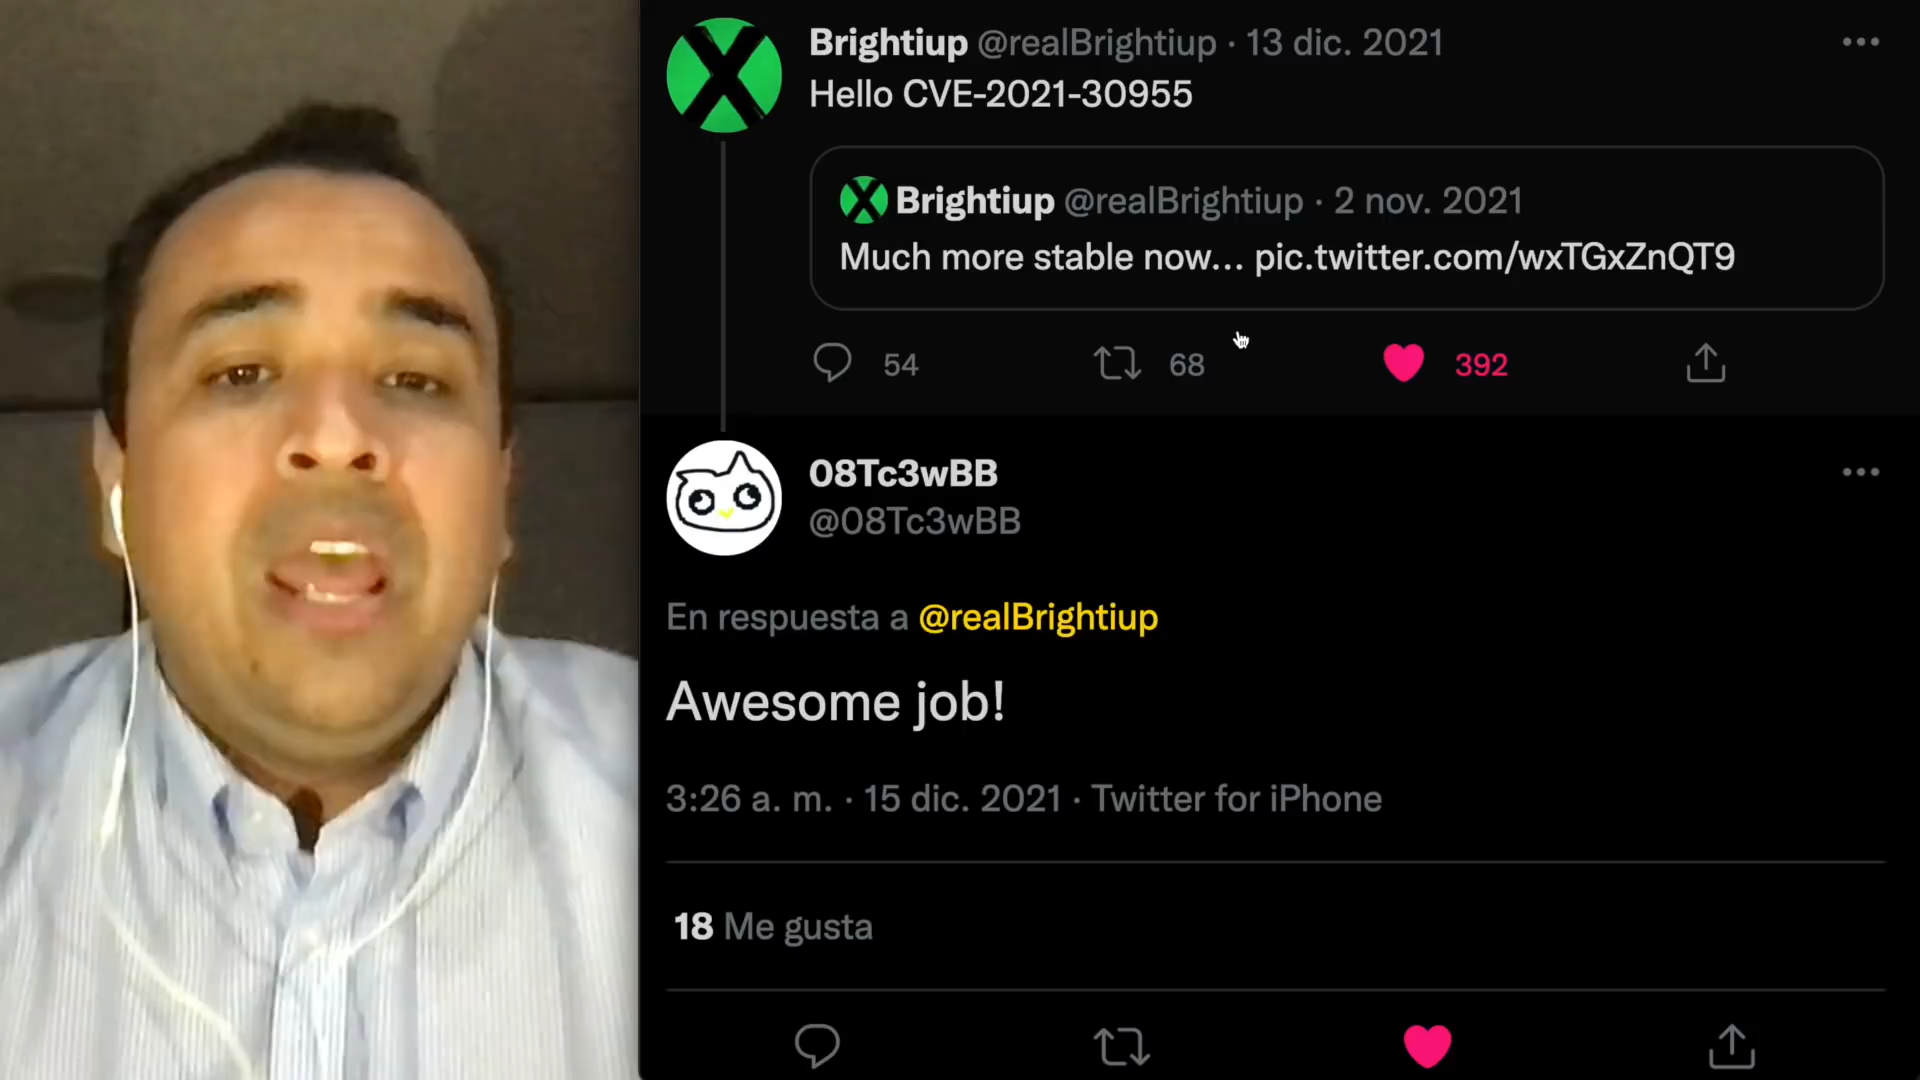 Brightiup @realBrightiup · 13 dic. 2021
Hello CVE-2021-30955
Brightiup @realBrightiup · 2 nov. 2021
Much more stable now... pic.twitter.com/wxTGxZnQT9
54 68 392
08Tc3wBB
@08Tc3wBB
En respuesta a @realBrightiup
Awesome job!
3:26 a. m. · 15 dic. 2021 · Twitter for iPhone
18 Me gusta